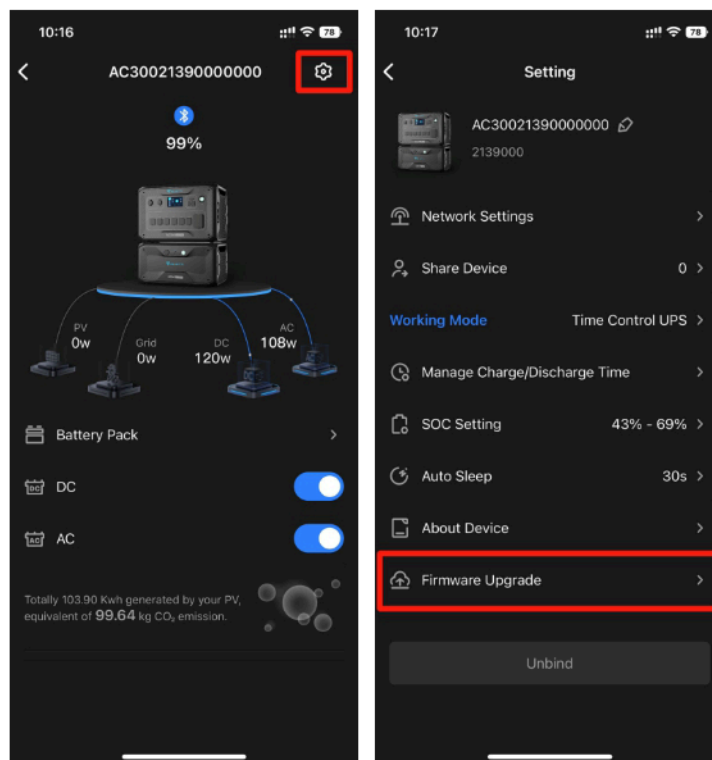 10:16
78
AC30021390000000
99%
PV
0w
Grid
0w
DC
120w
AC
108w
Battery Pack
DC
DC
AC
AC
Totally 103.90 Kwh generated by your PV,
equivalent of 99.64 kg CO₂ emission.
10:17
78
Setting
AC30021390000000
2139000
Network Settings
Share Device 0
Working Mode Time Control UPS
Manage Charge/Discharge Time
SOC Setting 43% - 69%
Auto Sleep 30s
About Device
Firmware Upgrade
Unbind